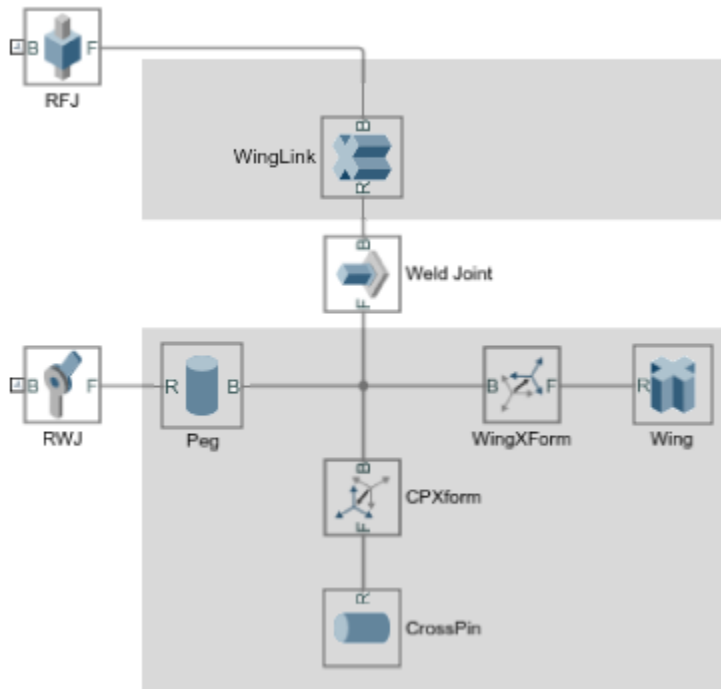 B F
RFJ
B
WingLink
R
B
Weld Joint
F
B F
RWJ
R B
Peg
B F
WingXForm
R
Wing
B
CPXform
F
R
CrossPin